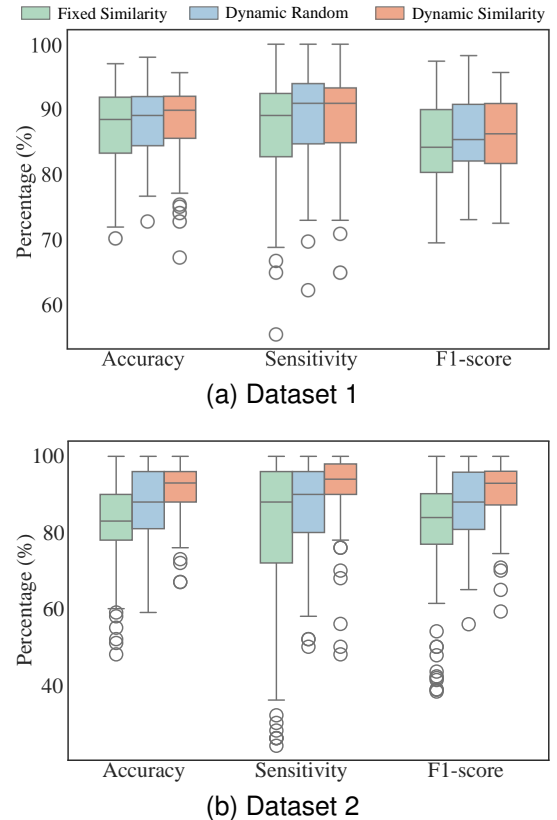 Fixed Similarity Dynamic Random Dynamic Similarity
100
90
80
70
60
Percentage (%)
Accuracy Sensitivity F1-score
(a) Dataset 1
100
80
60
40
Percentage (%)
Accuracy Sensitivity F1-score
(b) Dataset 2